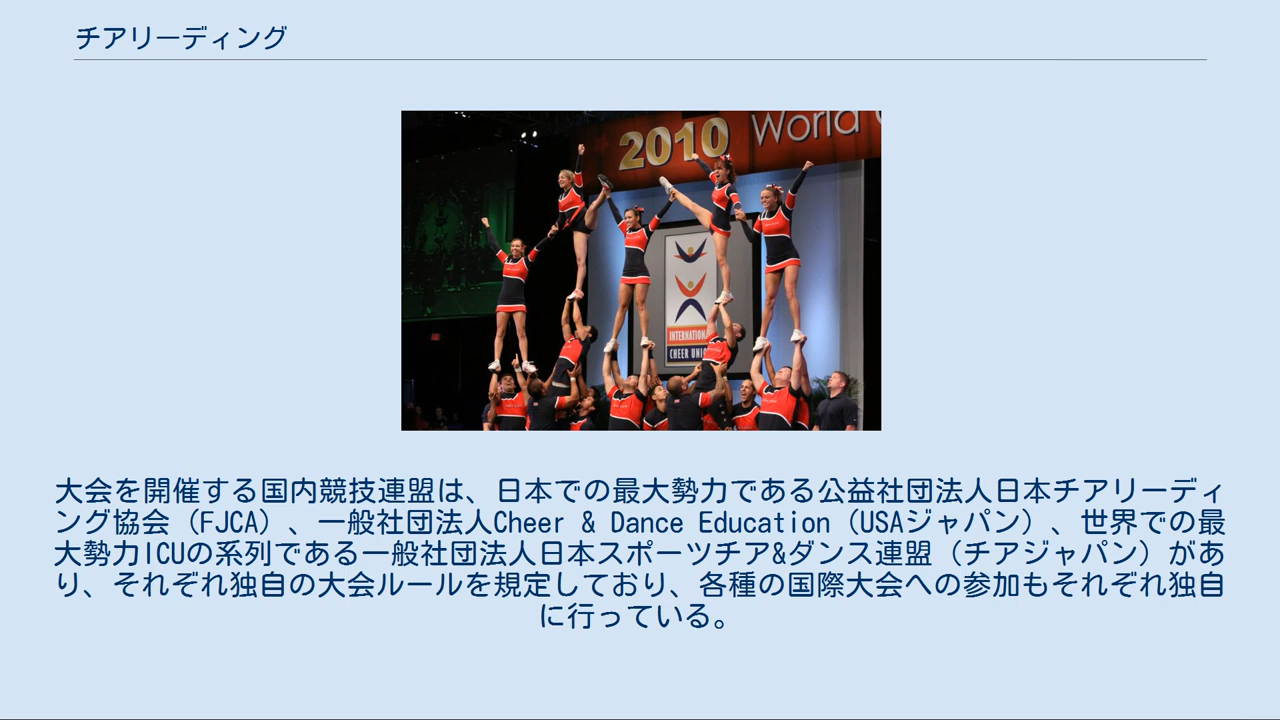 チアリーディング
2010 World
INTERNATIONA
CHEER UNI
大会を開催する国内競技連盟は、日本での最大勢力である公益社団法人日本チアリーディ
ング協会（FJCA）、一般社団法人Cheer & Dance Education（USAジャパン）、世界での最
大勢力ICUの系列である一般社団法人日本スポーツチア&ダンス連盟（チアジャパン）があ
り、それぞれ独自の大会ルールを規定しており、各種の国際大会への参加もそれぞれ独自
に行っている。